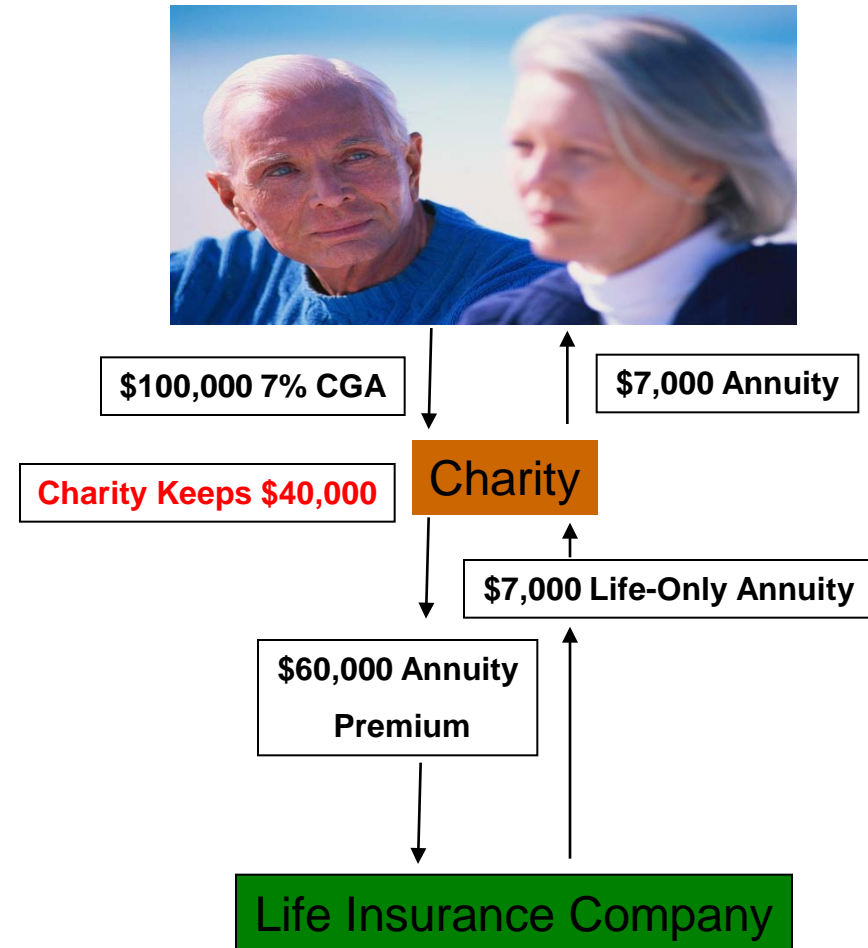 $100,000 7% CGA
$7,000 Annuity
Charity Keeps $40,000
Charity
$7,000 Life-Only Annuity
$60,000 Annuity
Premium
Life Insurance Company